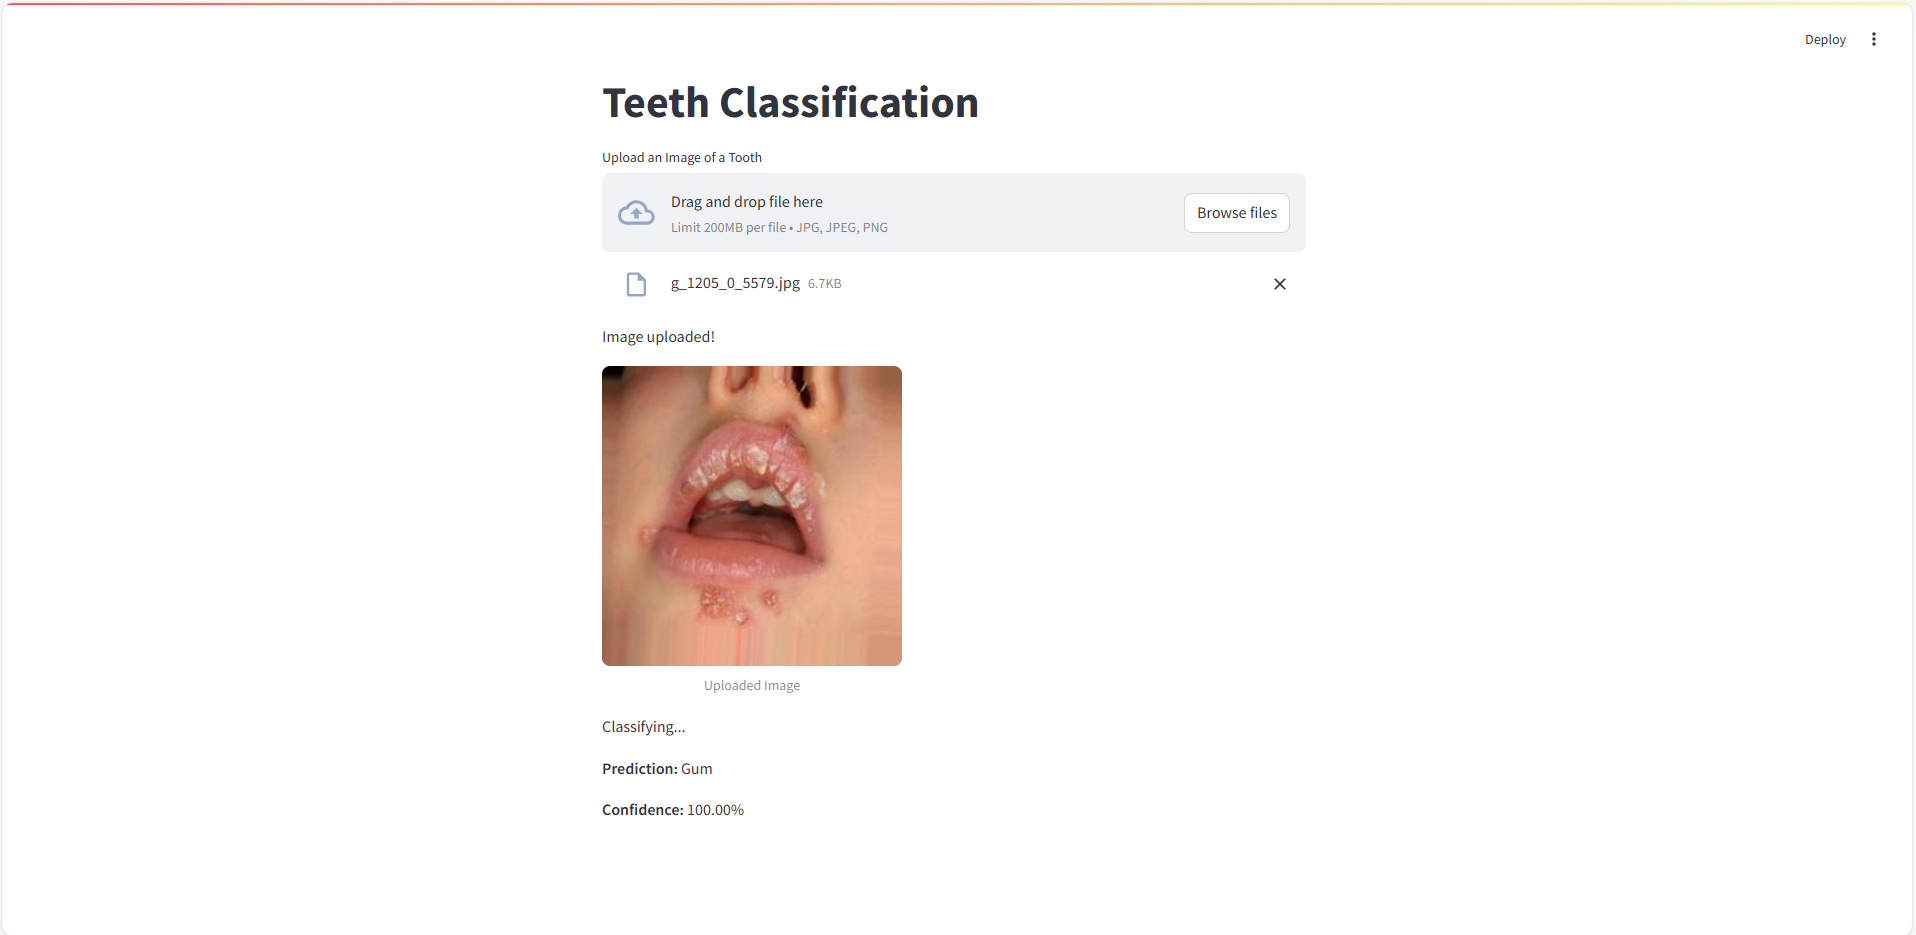 Deploy
Teeth Classification
Upload an Image of a Tooth
Drag and drop file here
Browse files
Limit 200MB per file • JPG, JPEG, PNG
g_1205_0_5579.jpg 6.7KB
Image uploaded!
Uploaded Image
Classifying...
Prediction: Gum
Confidence: 100.00%